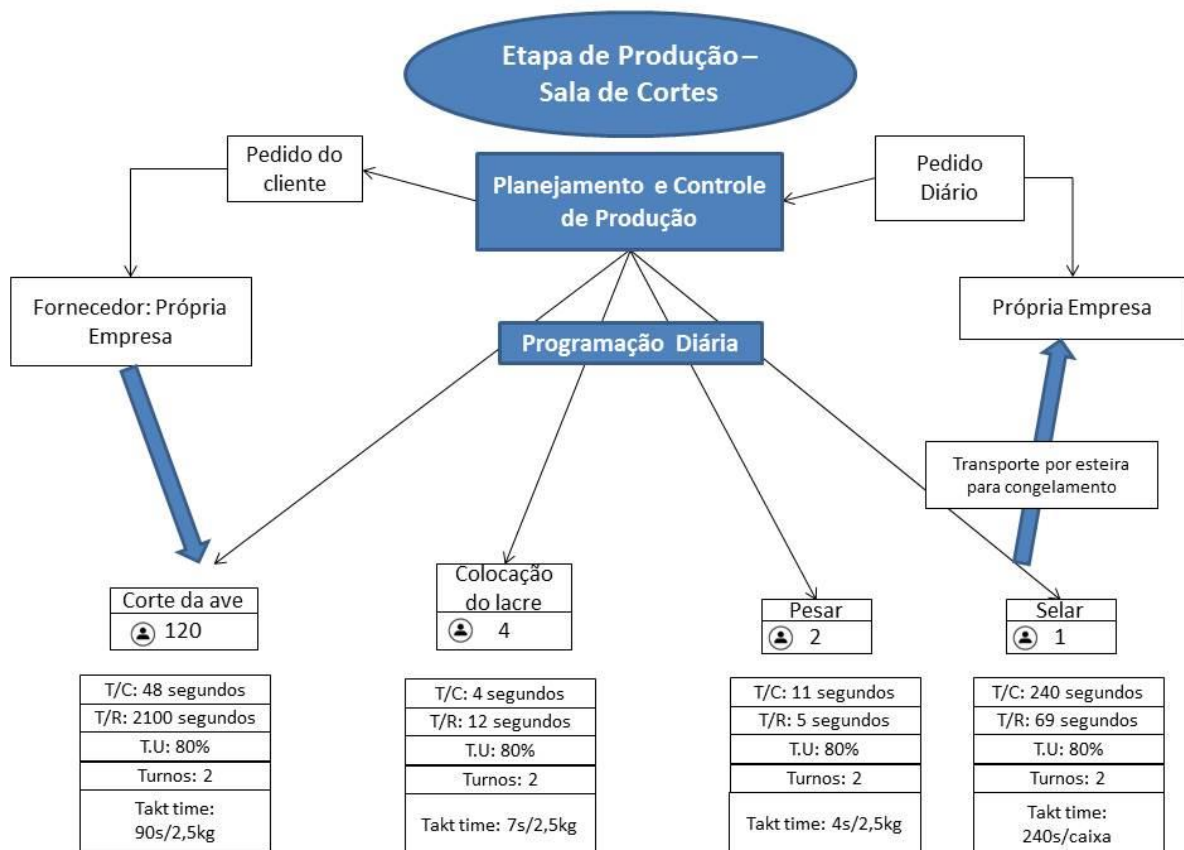 Etapa de Produção –
Sala de Cortes
Pedido do
cliente
Planejamento e Controle
de Produção
Pedido
Diário
Fornecedor: Própria
Empresa
Programação Diária
Própria Empresa
Transporte por esteira
para congelamento
Corte da ave
120
Colocação
do lacre
4
Pesar
2
Selar
1
T/C: 48 segundos
T/R: 2100 segundos
T.U: 80%
Turnos: 2
Takt time:
90s/2,5kg
T/C: 4 segundos
T/R: 12 segundos
T.U: 80%
Turnos: 2
Takt time: 7s/2,5kg
T/C: 11 segundos
T/R: 5 segundos
T.U: 80%
Turnos: 2
Takt time: 4s/2,5kg
T/C: 240 segundos
T/R: 69 segundos
T.U: 80%
Turnos: 2
Takt time:
240s/caixa